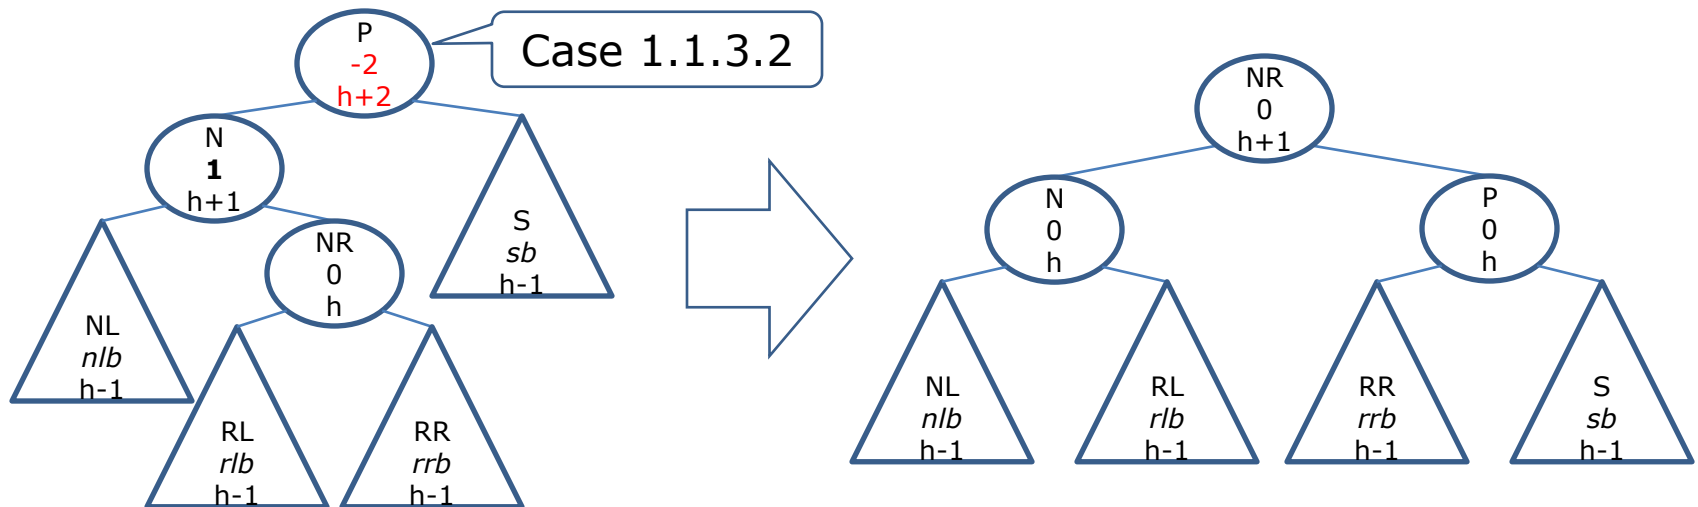 P
-2
h+2
Case 1.1.3.2
N
1
h+1
NR
0
h
S
sb
h-1
NL
nlb
h-1
RL
rlb
h-1
RR
rrb
h-1
NR
0
h+1
N
0
h
P
0
h
NL
nlb
h-1
RL
rlb
h-1
RR
rrb
h-1
S
sb
h-1